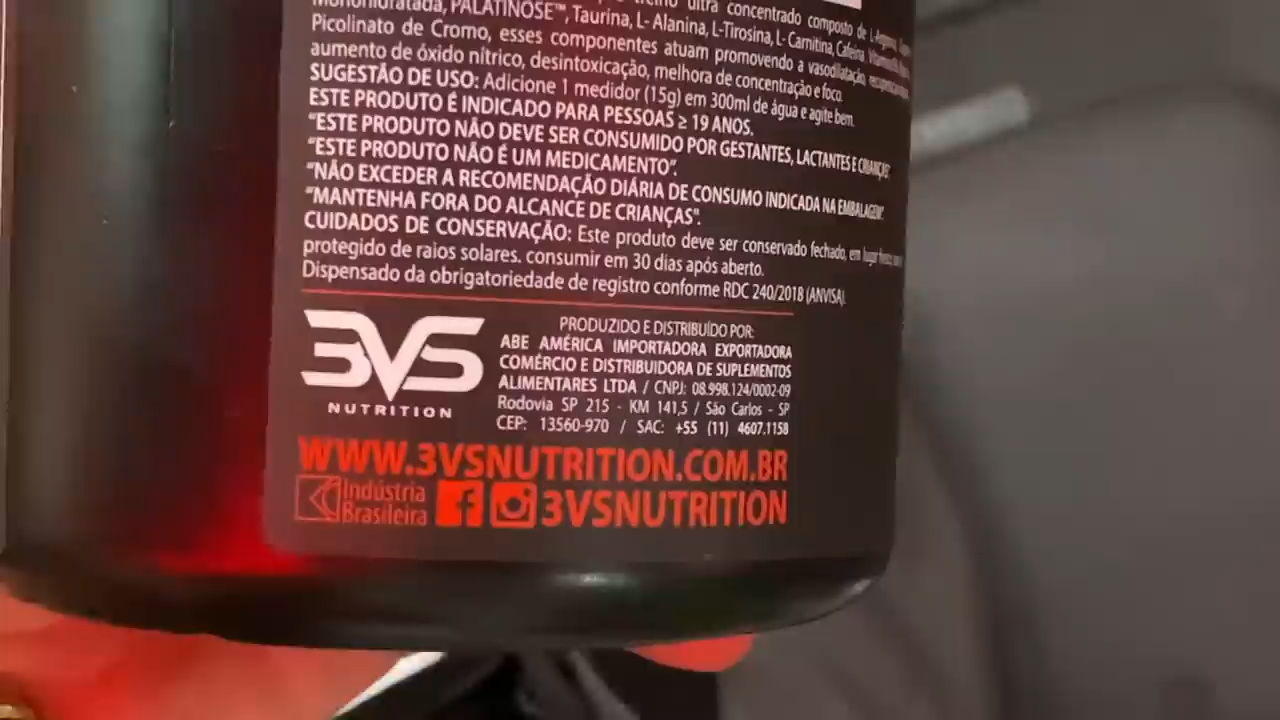 ultra concentrado composto de L-Arginina,
Monohidratada, PALATINOSE™, Taurina, L- Alanina, L-Tirosina, L- Carnitina, Cafeína, Vitamina
Picolinato de Cromo, esses componentes atuam promovendo a vasodilatação,
aumento de óxido nítrico, desintoxicação, melhora de concentração e foco.
SUGESTÃO DE USO: Adicione 1 medidor (15g) em 300ml de água e agite bem.
ESTE PRODUTO É INDICADO PARA PESSOAS ≥ 19 ANOS.
"ESTE PRODUTO NÃO DEVE SER CONSUMIDO POR GESTANTES, LACTANTES E CRIANÇAS".
"ESTE PRODUTO NÃO É UM MEDICAMENTO".
"NÃO EXCEDER A RECOMENDAÇÃO DIÁRIA DE CONSUMO INDICADA NA EMBALAGEM".
"MANTENHA FORA DO ALCANCE DE CRIANÇAS".
CUIDADOS DE CONSERVAÇÃO: Este produto deve ser conservado fechado, em lugar fresco
protegido de raios solares. consumir em 30 dias após aberto.
Dispensado da obrigatoriedade de registro conforme RDC 240/2018 (ANVISA).
3VS
NUTRITION
PRODUZIDO E DISTRIBUÍDO POR:
ABE AMÉRICA IMPORTADORA EXPORTADORA
COMÉRCIO E DISTRIBUIDORA DE SUPLEMENTOS
ALIMENTARES LTDA / CNPJ: 08.998.124/0002-09
Rodovia SP 215 - KM 141,5 / São Carlos - SP
CEP: 13560-970 / SAC: +55 (11) 4607.1158
WWW.3VSNUTRITION.COM.BR
Indústria
Brasileira
3VSNUTRITION